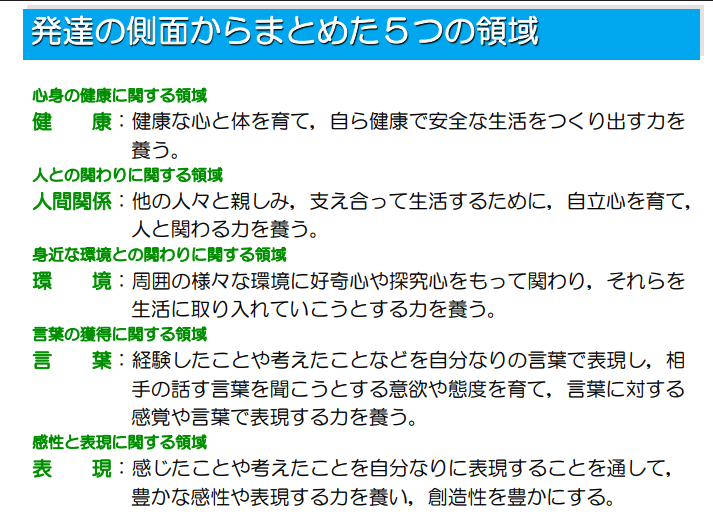 発達の側面からまとめた５つの領域
心身の健康に関する領域
健　　康：健康な心と体を育て，自ら健康で安全な生活をつくり出す力を
養う。
人との関わりに関する領域
人間関係：他の人々と親しみ，支え合って生活するために，自立心を育て，
人と関わる力を養う。
身近な環境との関わりに関する領域
環　　境：周囲の様々な環境に好奇心や探究心をもって関わり，それらを
生活に取り入れていこうとする力を養う。
言葉の獲得に関する領域
言　　葉：経験したことや考えたことなどを自分なりの言葉で表現し，相
手の話す言葉を聞こうとする意欲や態度を育て，言葉に対する
感覚や言葉で表現する力を養う。
感性と表現に関する領域
表　　現：感じたことや考えたことを自分なりに表現することを通して，
豊かな感性や表現する力を養い，創造性を豊かにする。